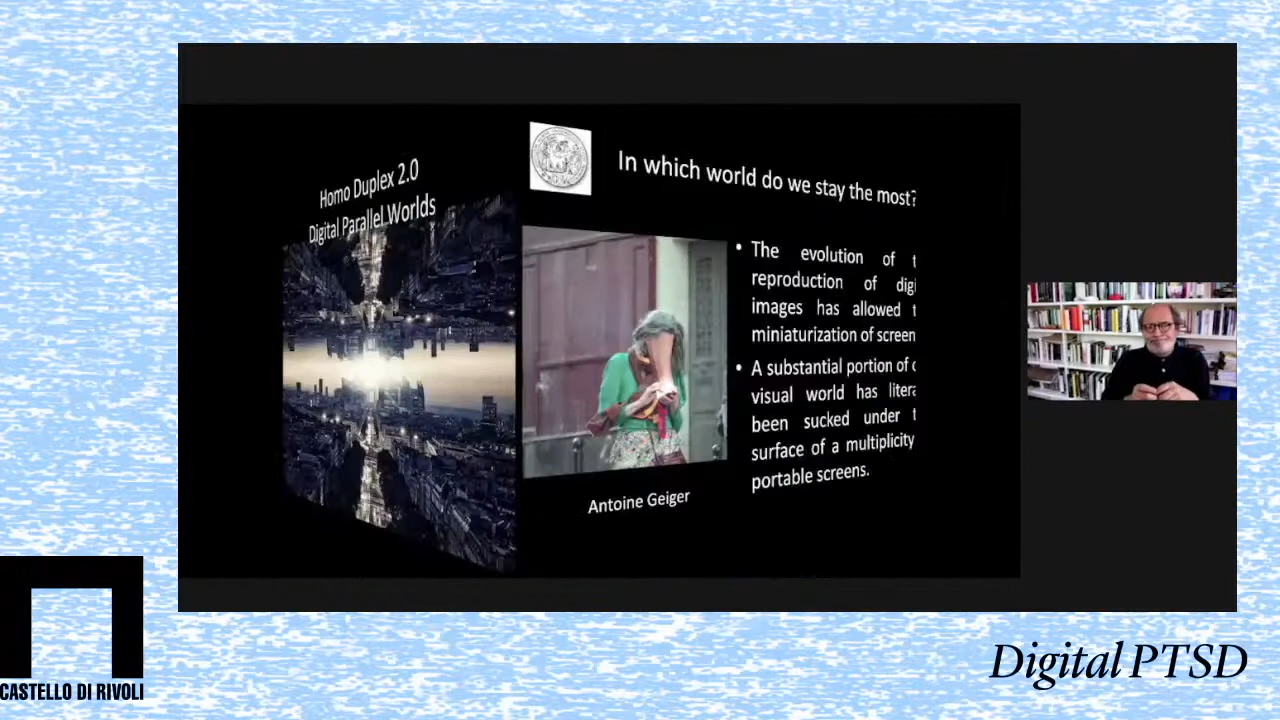 Homo Duplex 2.0
Digital Parallel Worlds
In which world do we stay the most?
• The evolution of
reproduction of
images has allowed
miniaturization of
• A substantial portion of
visual world has
been sucked under
surface of a multiplicity
portable screens.
Antoine Geiger
CASTELLO DI RIVOLI
Digital PTSD